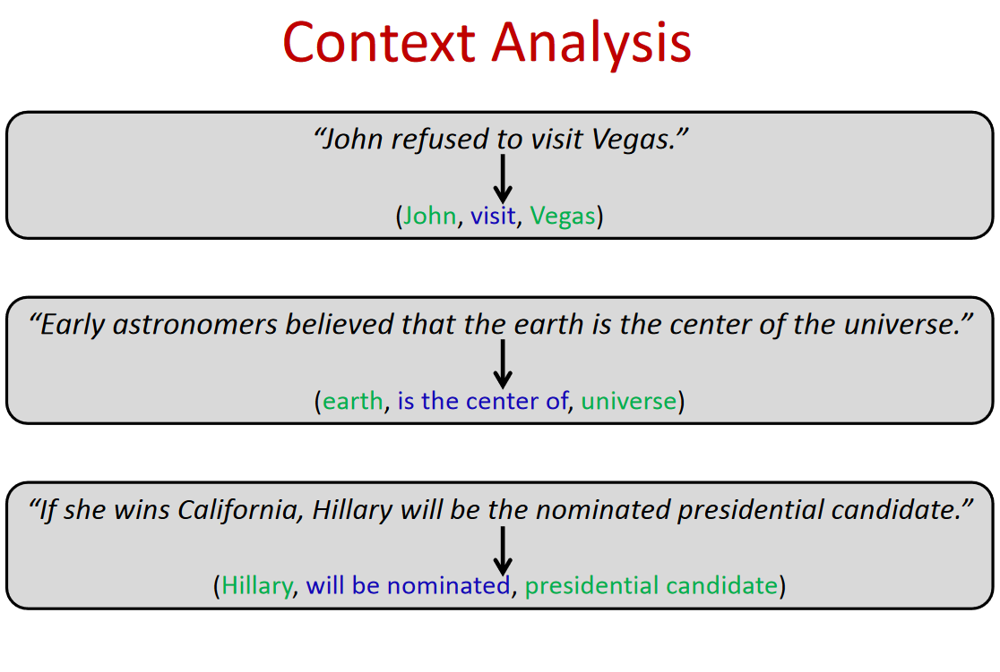 Context Analysis
“John refused to visit Vegas.”
(John, visit, Vegas)
“Early astronomers believed that the earth is the center of the universe.”
(earth, is the center of, universe)
“If she wins California, Hillary will be the nominated presidential candidate.”
(Hillary, will be nominated, presidential candidate)